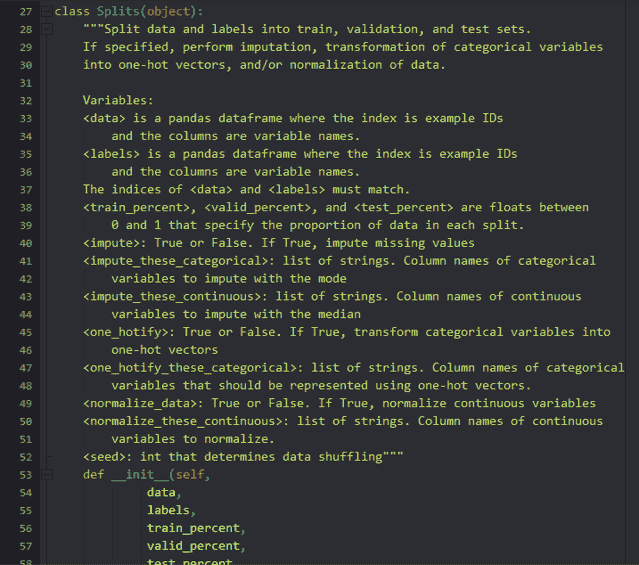 27 class Splits(object):
28 """Split data and labels into train, validation, and test sets.
29 If specified, perform imputation, transformation of categorical variables
30 into one-hot vectors, and/or normalization of data.
31
32 Variables:
33 <data> is a pandas dataframe where the index is example IDs
34 and the columns are variable names.
35 <labels> is a pandas dataframe where the index is example IDs
36 and the columns are variable names.
37 The indices of <data> and <labels> must match.
38 <train_percent>, <valid_percent>, and <test_percent> are floats between
39 0 and 1 that specify the proportion of data in each split.
40 <impute>: True or False. If True, impute missing values
41 <impute_these_categorical>: list of strings. Column names of categorical
42 variables to impute with the mode
43 <impute_these_continuous>: list of strings. Column names of continuous
44 variables to impute with the median
45 <one_hotify>: True or False. If True, transform categorical variables into
46 one-hot vectors
47 <one_hotify_these_categorical>: list of strings. Column names of categorical
48 variables that should be represented using one-hot vectors.
49 <normalize_data>: True or False. If True, normalize continuous variables
50 <normalize_these_continuous>: list of strings. Column names of continuous
51 variables to normalize.
52 <seed>: int that determines data shuffling"""
53 def __init__(self,
54 data,
55 labels,
56 train_percent,
57 valid_percent,
58 test_percent